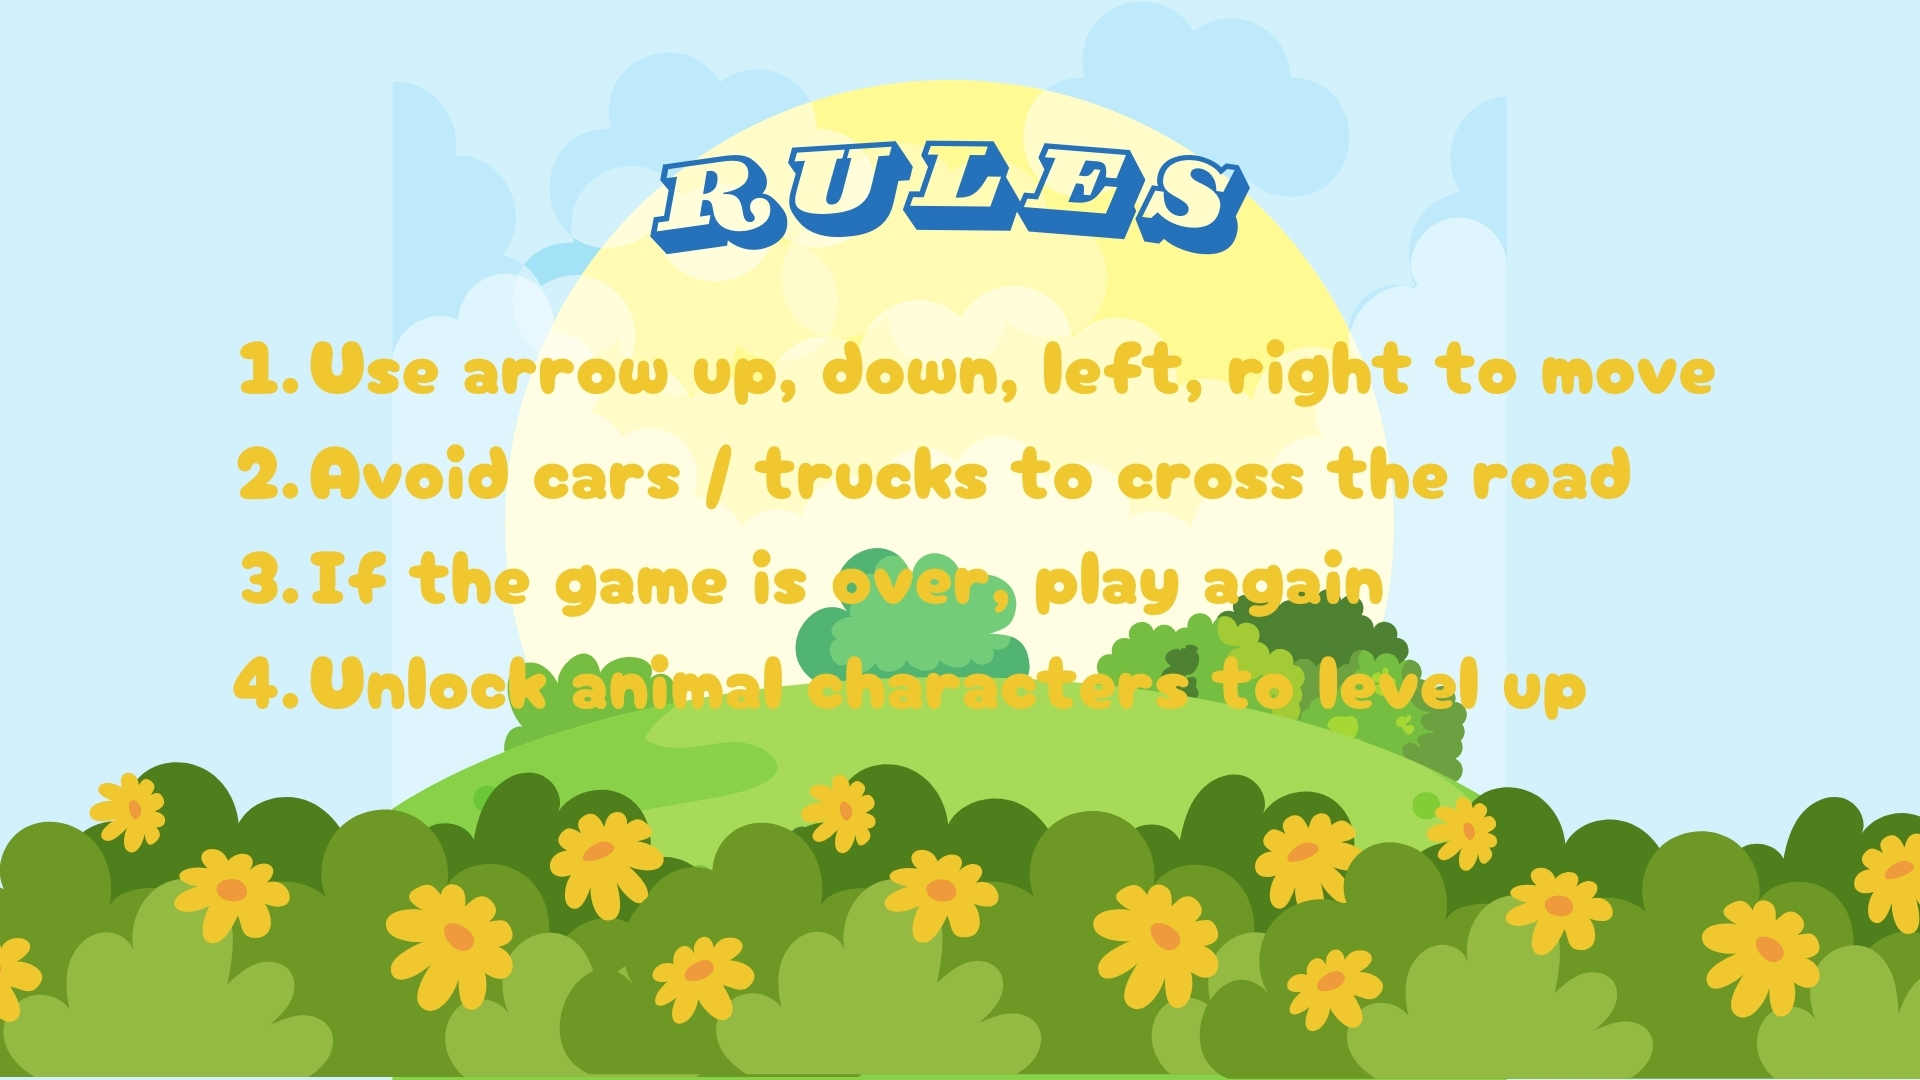 RULES
1. Use arrow up, down, left, right to move
2. Avoid cars / trucks to cross the road
3. If the game is over, play again
4. Unlock animal characters to level up